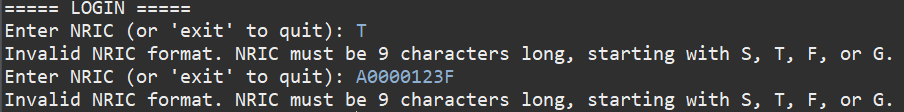 ===== LOGIN =====
Enter NRIC (or 'exit' to quit): T
Invalid NRIC format. NRIC must be 9 characters long, starting with S, T, F, or G.
Enter NRIC (or 'exit' to quit): A0000123F
Invalid NRIC format. NRIC must be 9 characters long, starting with S, T, F, or G.